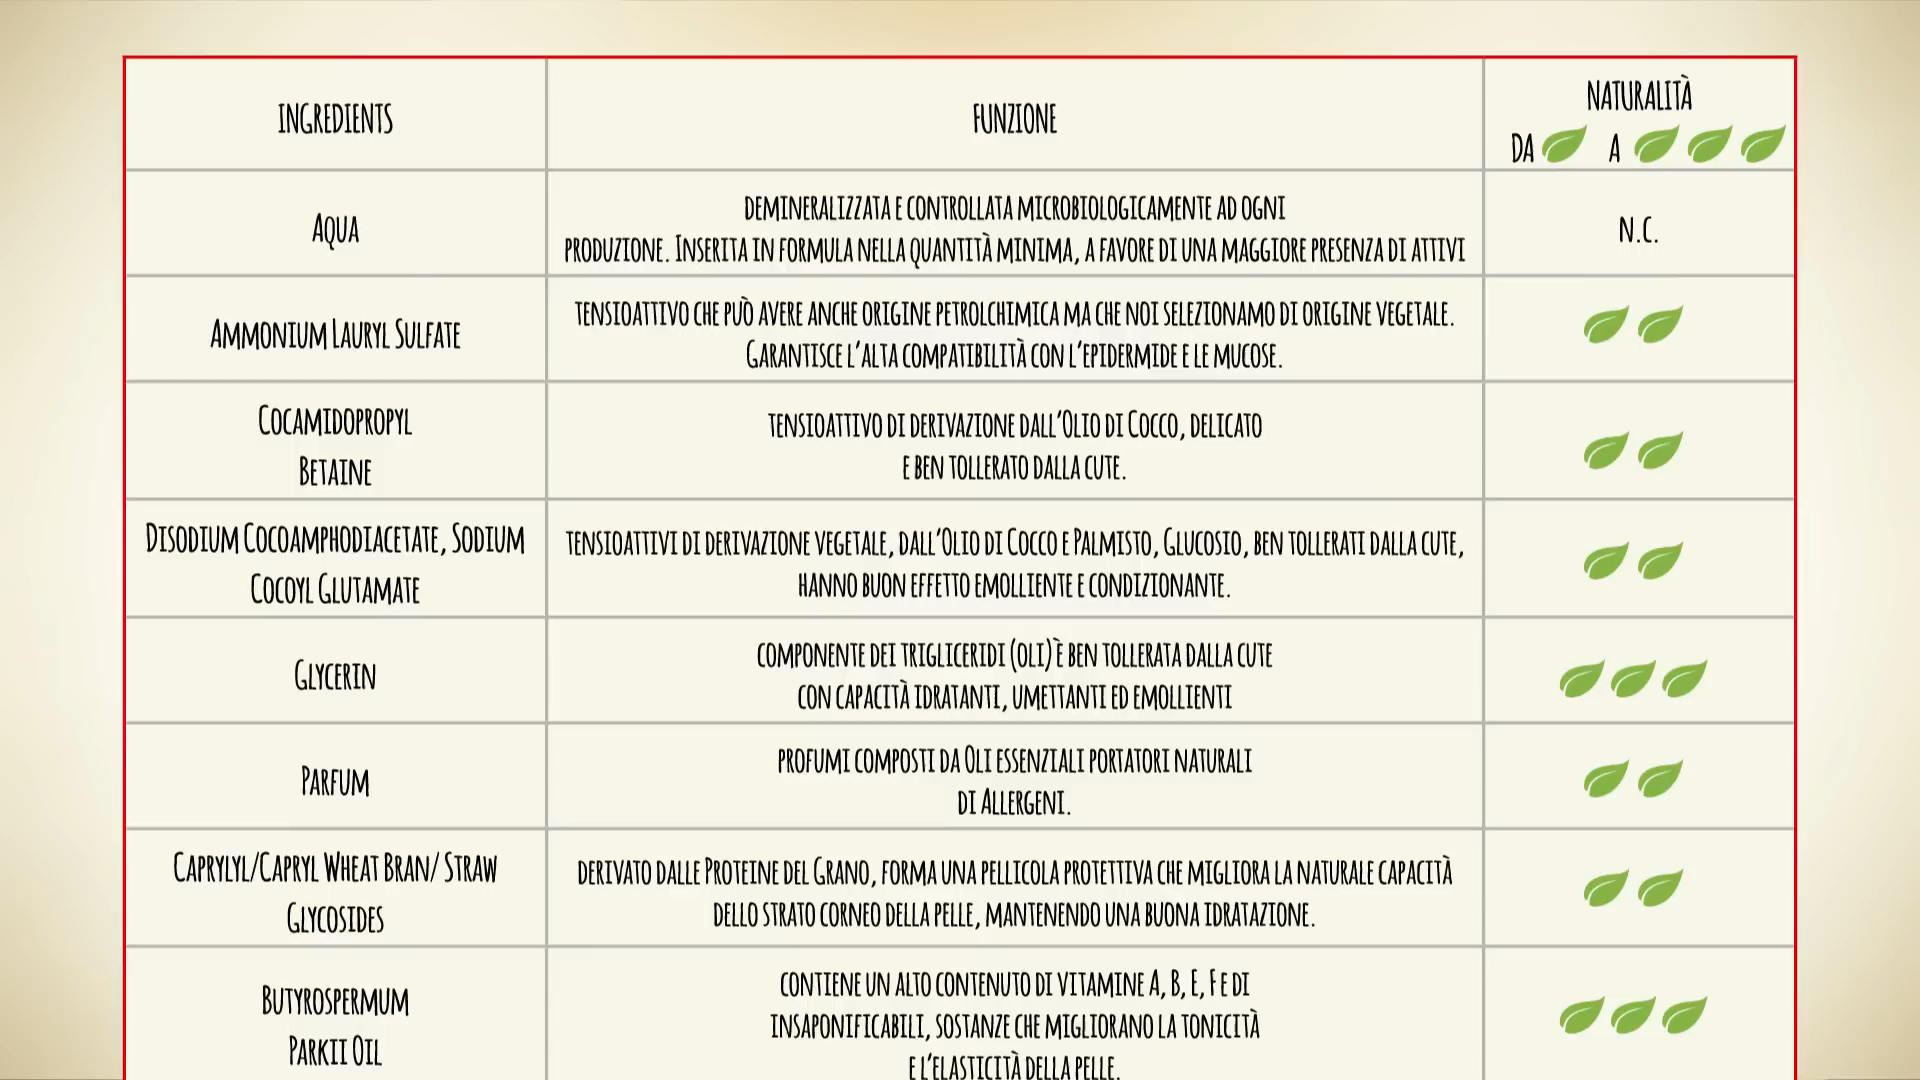 INGREDIENTS
FUNZIONE
NATURALITÀ
DA A
Aqua
demineralizzata e controllata microbiologicamente ad ogni
produzione. Inserita in formula nella quantità minima, a favore di una maggiore presenza di attivi
n.c.
Ammonium Lauryl Sulfate
tensioattivo che può avere anche origine petrolchimica ma che noi selezionamo di origine vegetale.
Garantisce l'alta compatibilità con l'epidermide e le mucose.
Cocamidopropyl
Betaine
tensioattivo di derivazione dall'Olio di Cocco, delicato
e ben tollerato dalla cute.
Disodium Cocoamphodiacetate, Sodium
Cocoyl Glutamate
tensioattivi di derivazione vegetale, dall'Olio di Cocco e Palmisto, Glucosio, ben tollerati dalla cute,
hanno buon effetto emolliente e condizionante.
Glycerin
componente dei trigliceridi (oli) è ben tollerata dalla cute
con capacità idratanti, umettanti ed emollienti
Parfum
profumi composti da Oli essenziali portatori naturali
di Allergeni.
Caprylyl/Capryl Wheat Bran/ Straw
Glycosides
derivato dalle Proteine del Grano, forma una pellicola protettiva che migliora la naturale capacità
dello strato corneo della pelle, mantenendo una buona idratazione.
Butyrospermum
Parkii Oil
contiene un alto contenuto di vitamine A, B, E, F e di
insaponificabili, sostanze che migliorano la tonicità
e l'elasticità della pelle.